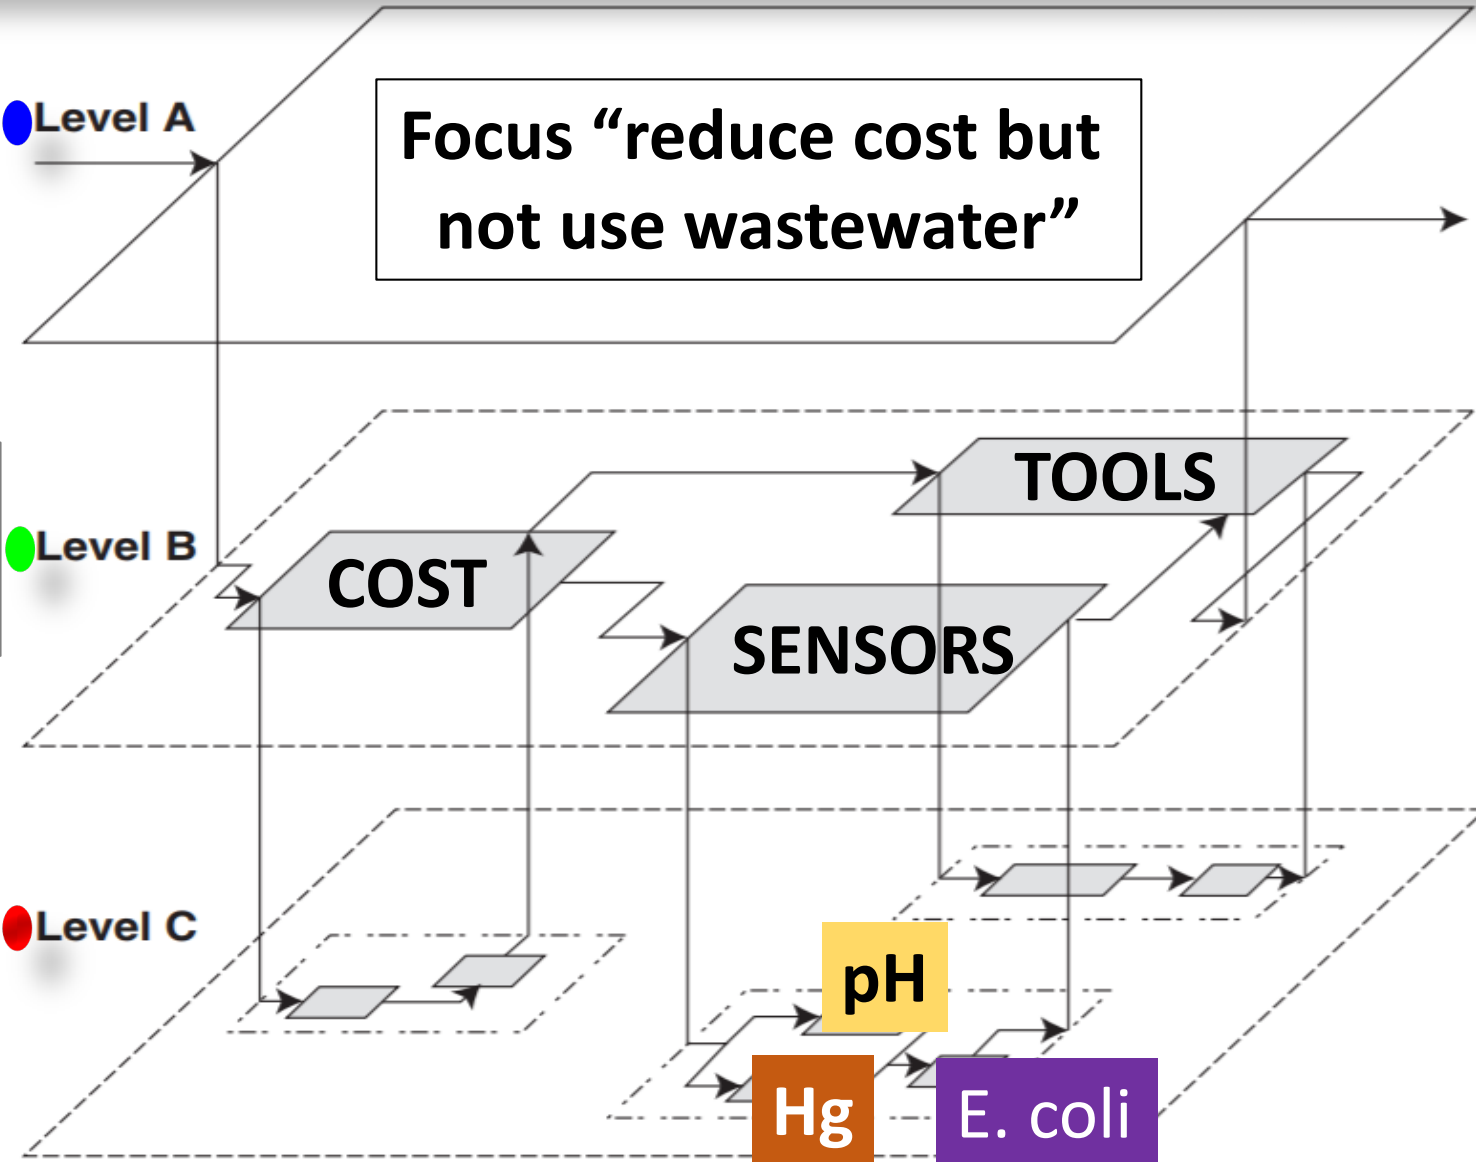 Level A
Focus “reduce cost but
not use wastewater”
Level B
COST
SENSORS
TOOLS
Level C
pH
Hg
E. coli